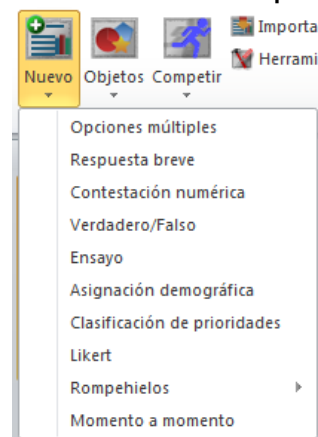 Nuevo
Objetos
Competir
Importa
Herrami
Opciones múltiples
Respuesta breve
Contestación numérica
Verdadero/Falso
Ensayo
Asignación demográfica
Clasificación de prioridades
Likert
Rompehielos
Momento a momento